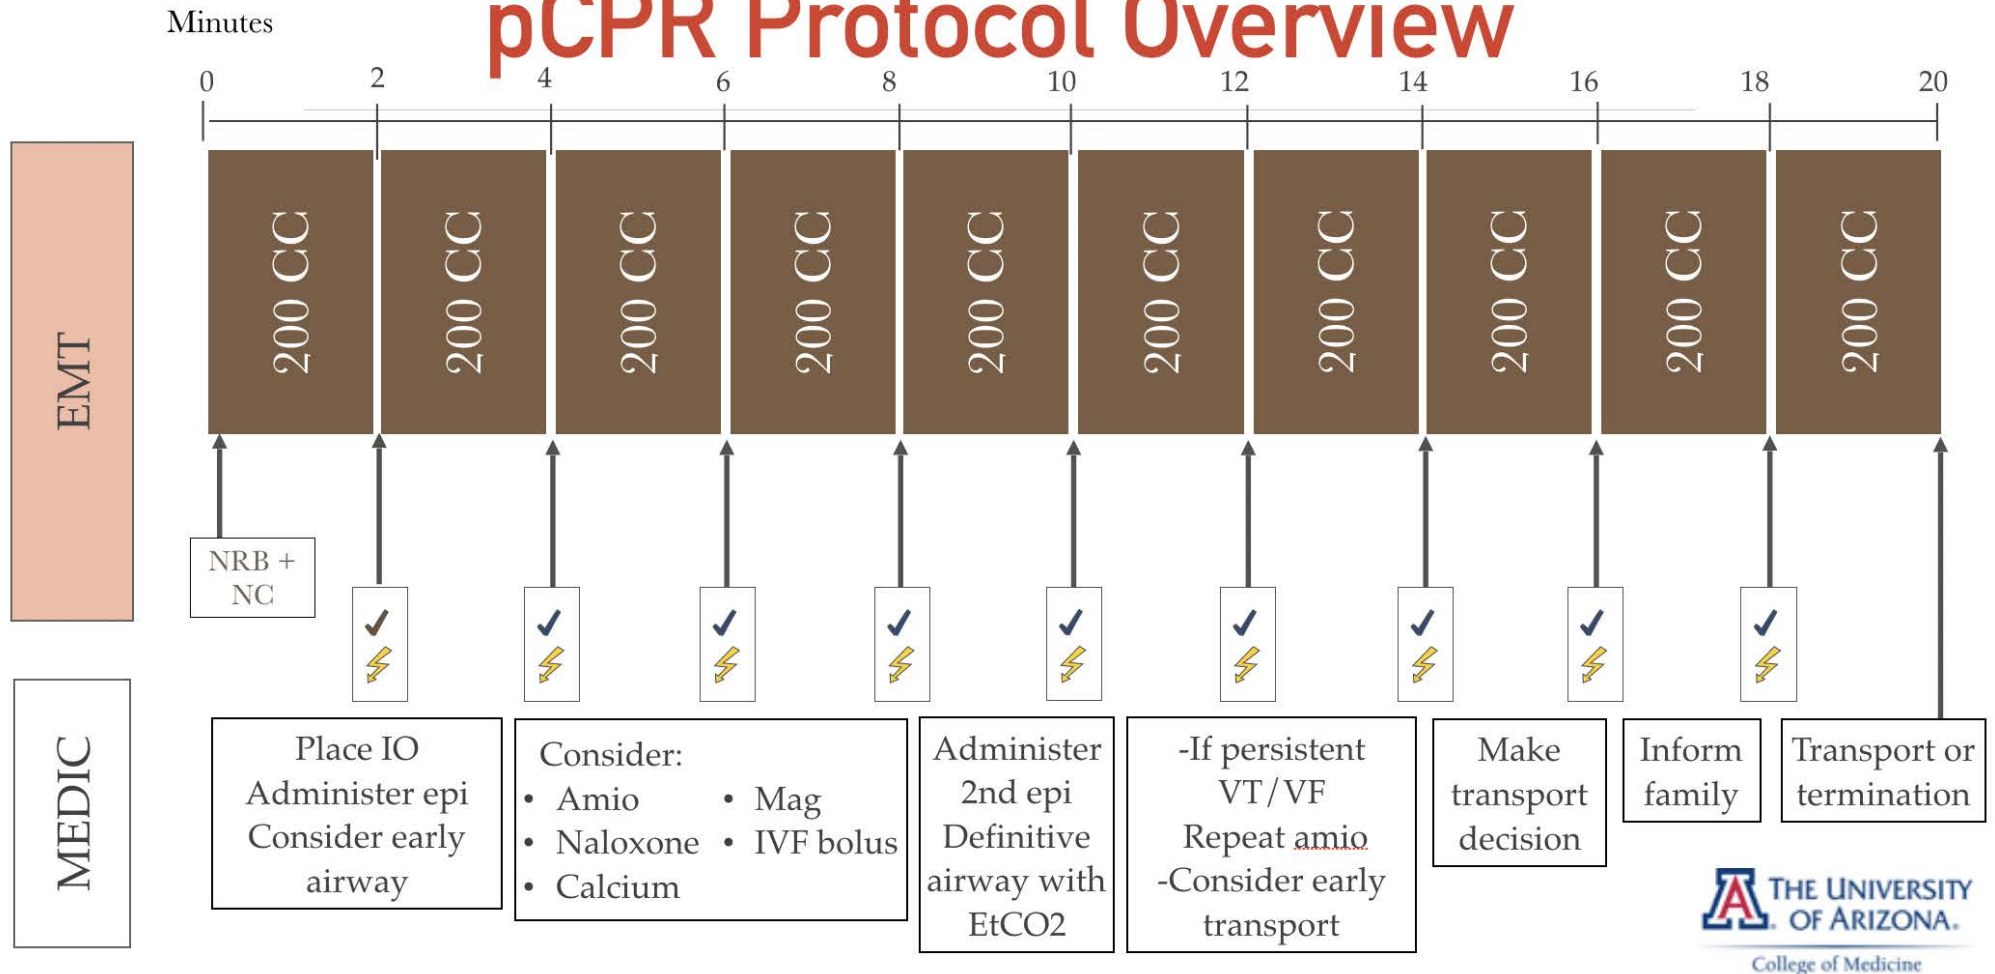 pCPR Protocol Overview
Minutes
0 2 4 6 8 10 12 14 16 18 20
EMT
200 CC
200 CC
200 CC
200 CC
200 CC
200 CC
200 CC
200 CC
200 CC
200 CC
NRB +
NC
MEDIC
Place IO
Administer epi
Consider early
airway
Consider:
• Amio
• Naloxone
• Calcium
• Mag
• IVF bolus
Administer
2nd epi
Definitive
airway with
EtCO2
-If persistent
VT/VF
Repeat amio
-Consider early
transport
Make
transport
decision
Inform
family
Transport or
termination
A THE UNIVERSITY
OF ARIZONA.
College of Medicine